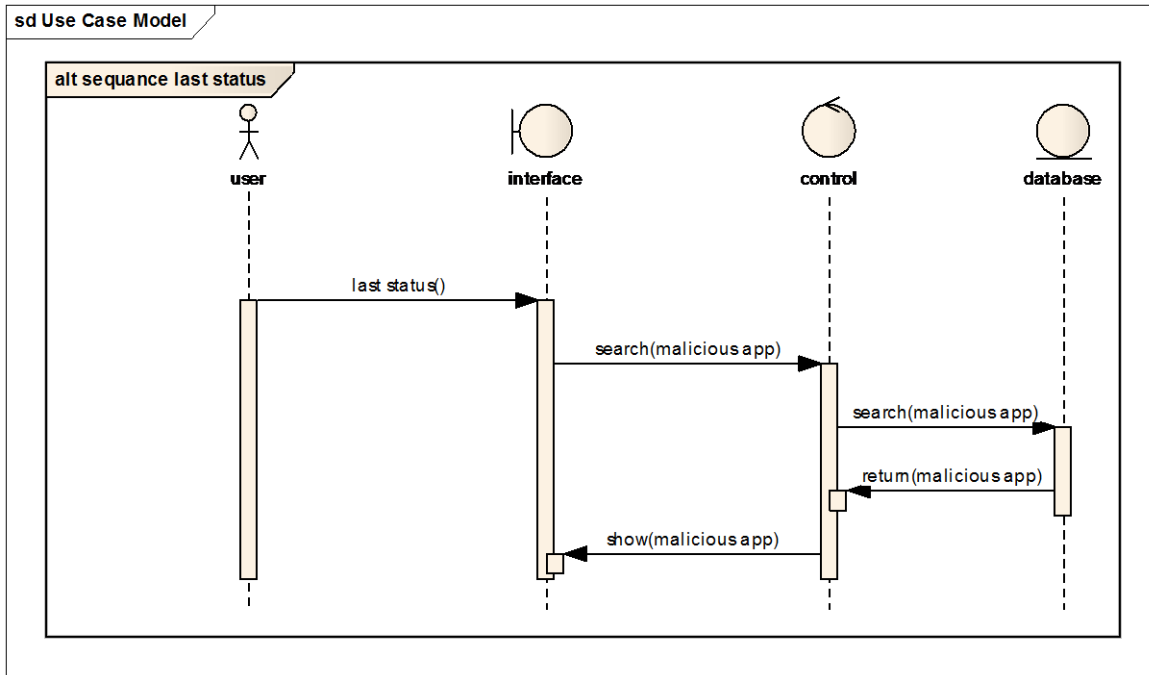 sd Use Case Model
alt sequance last status
user
interface
control
database
last status()
search(malicious app)
search(malicious app)
return(malicious app)
show(malicious app)